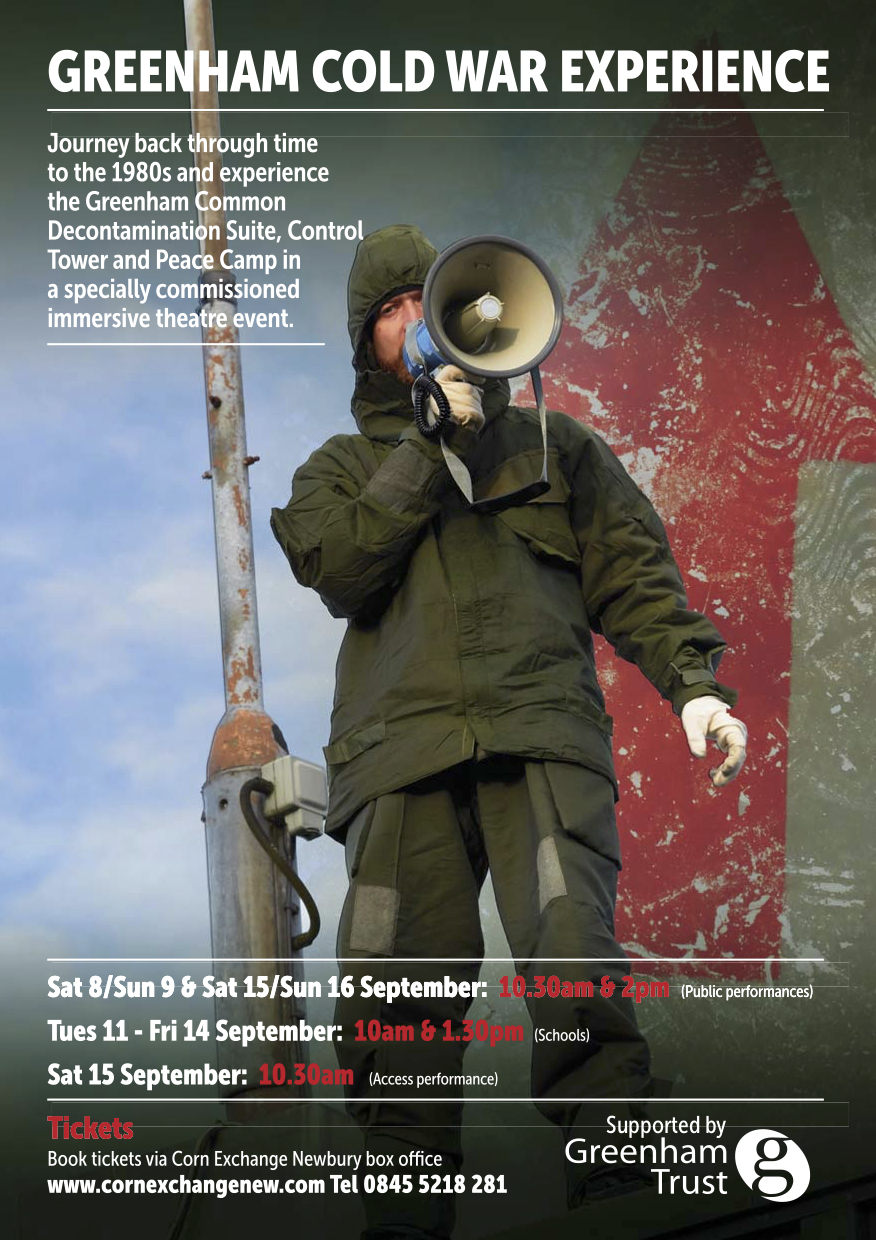 GREENHAM COLD WAR EXPERIENCE
Journey back through time
to the 1980s and experience
the Greenham Common
Decontamination Suite, Control
Tower and Peace Camp in
a specially commissioned
immersive theatre event.
Sat 8/Sun 9 & Sat 15/Sun 16 September: 10.30am & 2pm (Public performances)
Tues 11 - Fri 14 September: 10am & 1.30pm (Schools)
Sat 15 September: 10.30am (Access performance)
Tickets
Book tickets via Corn Exchange Newbury box office
www.cornexchangenew.com Tel 0845 5218 281
Supported by
Greenham
Trust
g